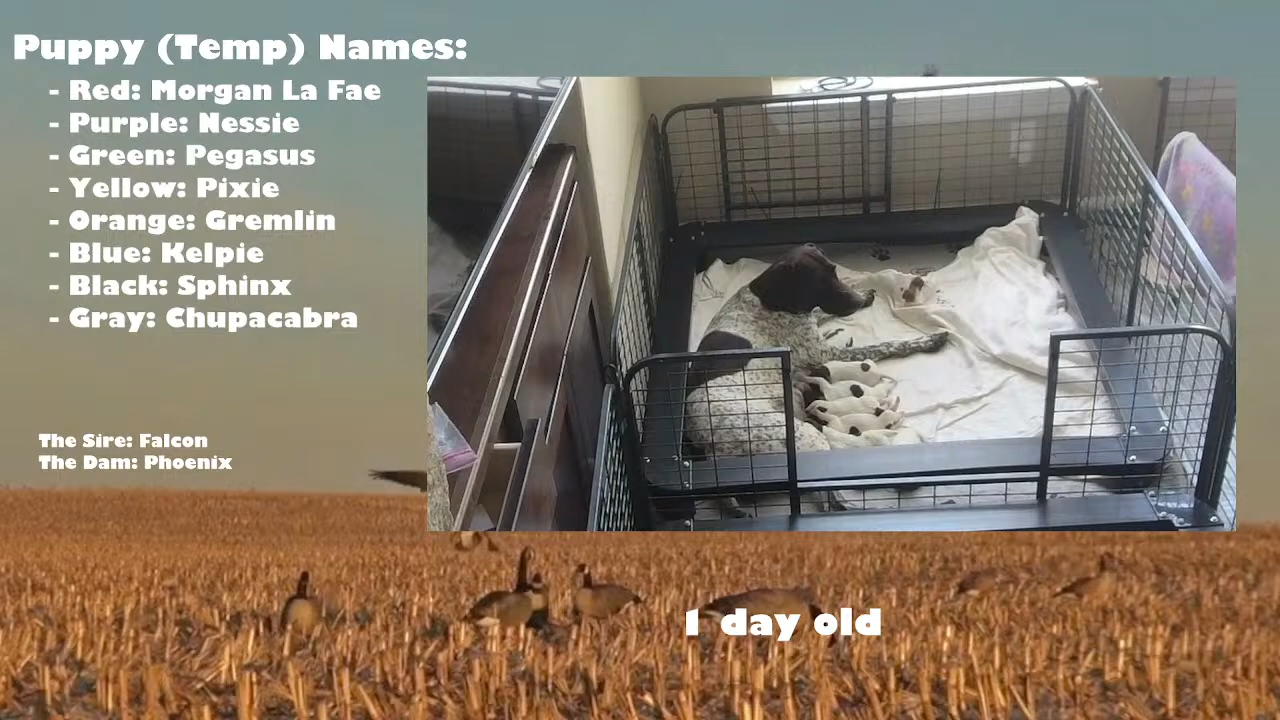 Puppy (Temp) Names:
- Red: Morgan La Fae
- Purple: Nessie
- Green: Pegasus
- Yellow: Pixie
- Orange: Gremlin
- Blue: Kelpie
- Black: Sphinx
- Gray: Chupacabra
The Sire: Falcon
The Dam: Phoenix
1 day old